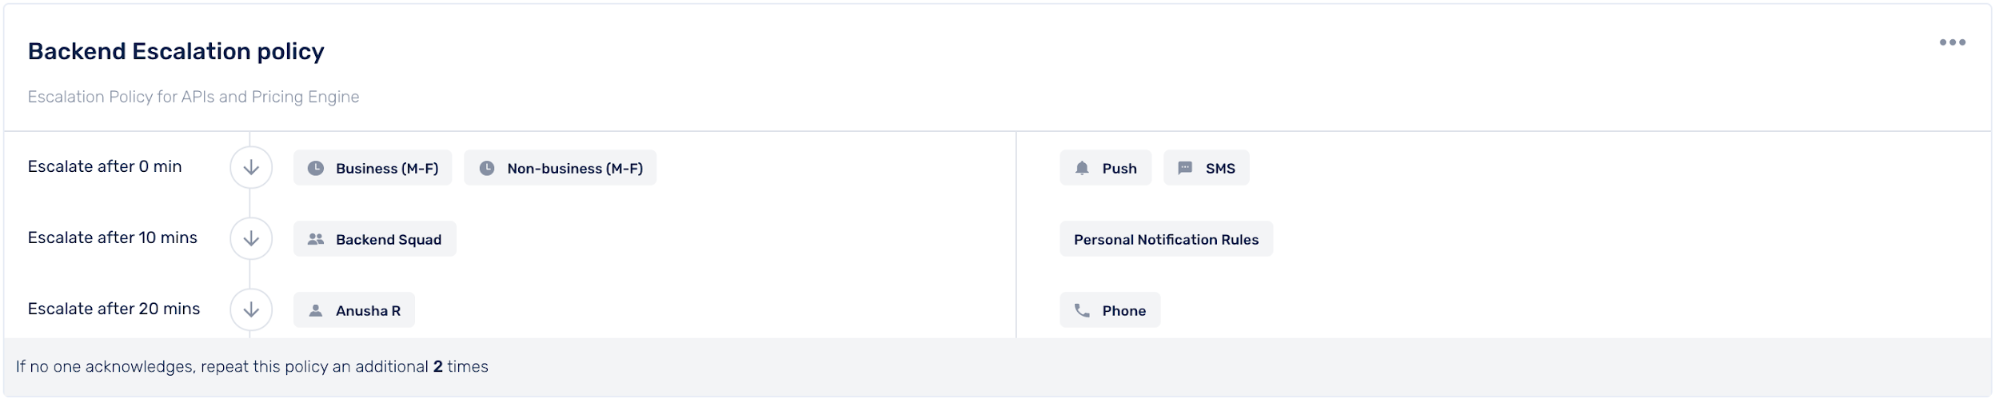 Backend Escalation policy
Escalation Policy for APIs and Pricing Engine
Escalate after 0 min Business (M-F) Non-business (M-F) Push SMS
Escalate after 10 mins Backend Squad Personal Notification Rules
Escalate after 20 mins Anusha R Phone
If no one acknowledges, repeat this policy an additional 2 times